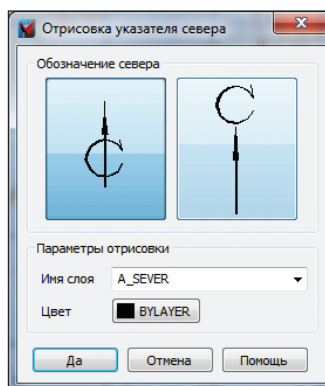 Отрисовка указателя севера
Обозначение севера
С С
Параметры отрисовки
Имя слоя A_SEVER
Цвет BYLAYER
Да Отмена Помощь